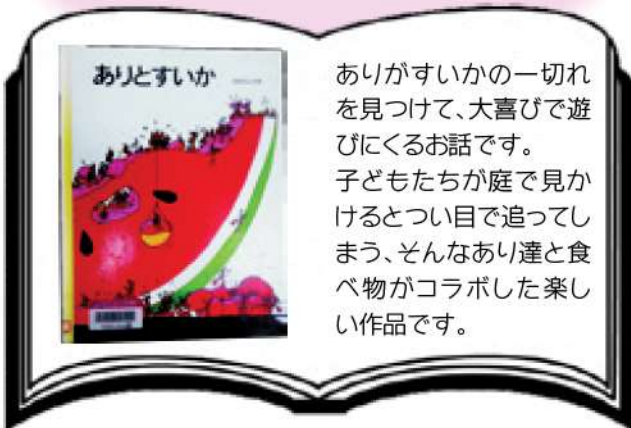 ありとすいか
ありがすいかの一切れ
を見つけて、大喜びで遊
びにくるお話です。
子どもたちが庭で見か
けるとつい目で追ってし
まう、そんなあり達と食
べ物がコラボした楽し
い作品です。